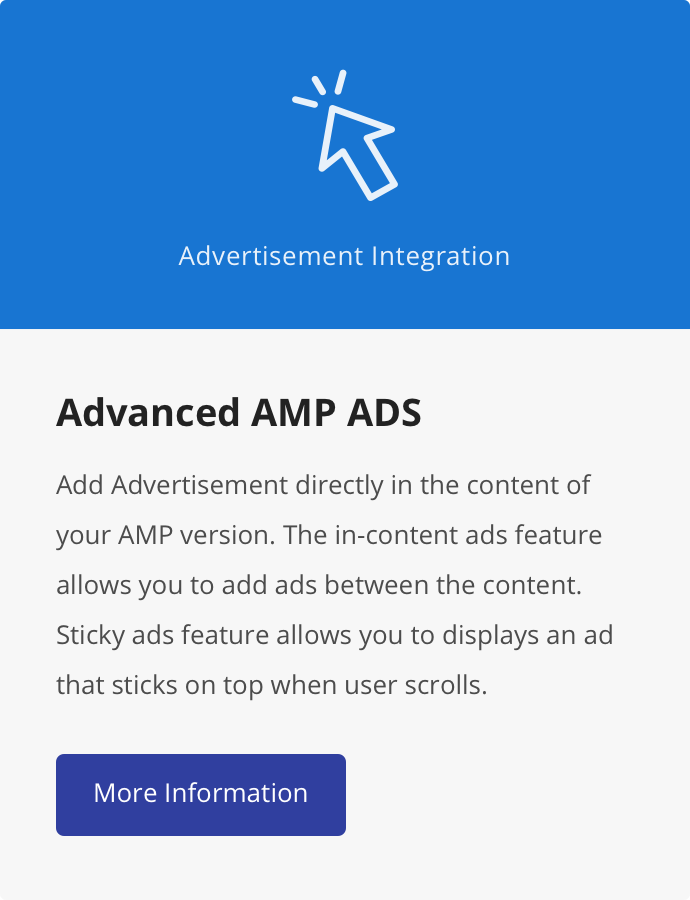 Advertisement Integration
Advanced AMP ADS
Add Advertisement directly in the content of
your AMP version. The in-content ads feature
allows you to add ads between the content.
Sticky ads feature allows you to displays an ad
that sticks on top when user scrolls.
More Information